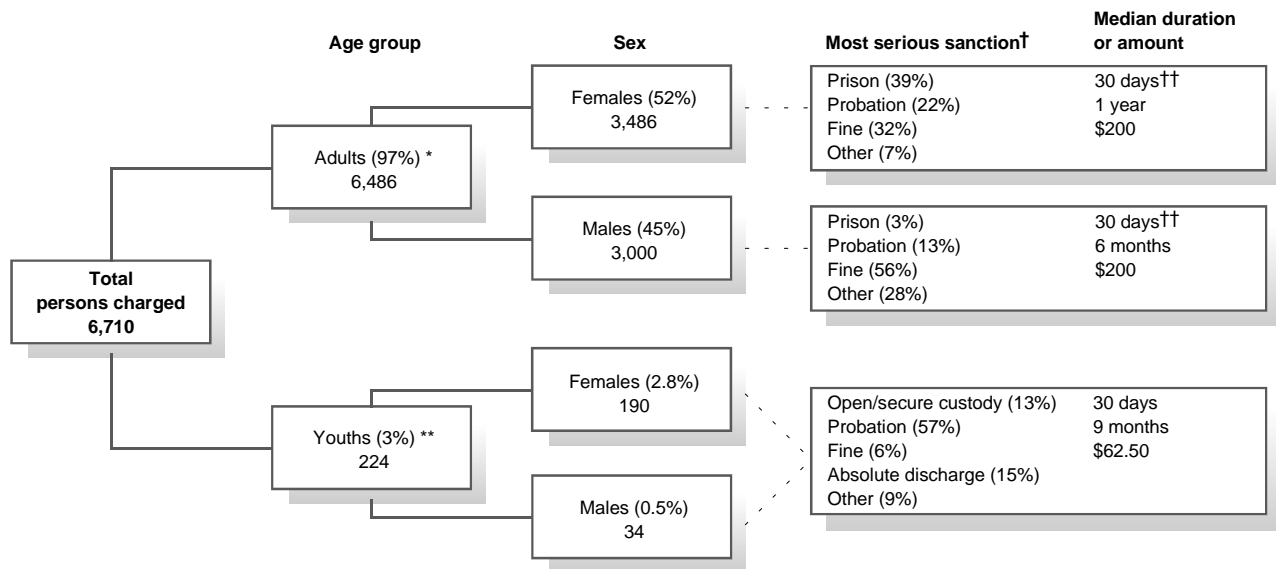 Age group
Sex
Most serious sanction†
Median duration
or amount
Total
persons charged
6,710
Adults (97%) *
6,486
Females (52%)
3,486
Prison (39%) 30 days††
Probation (22%) 1 year
Fine (32%) $200
Other (7%)
Males (45%)
3,000
Prison (3%) 30 days††
Probation (13%) 6 months
Fine (56%) $200
Other (28%)
Youths (3%) **
224
Females (2.8%)
190
Males (0.5%)
34
Open/secure custody (13%) 30 days
Probation (57%) 9 months
Fine (6%) $62.50
Absolute discharge (15%)
Other (9%)